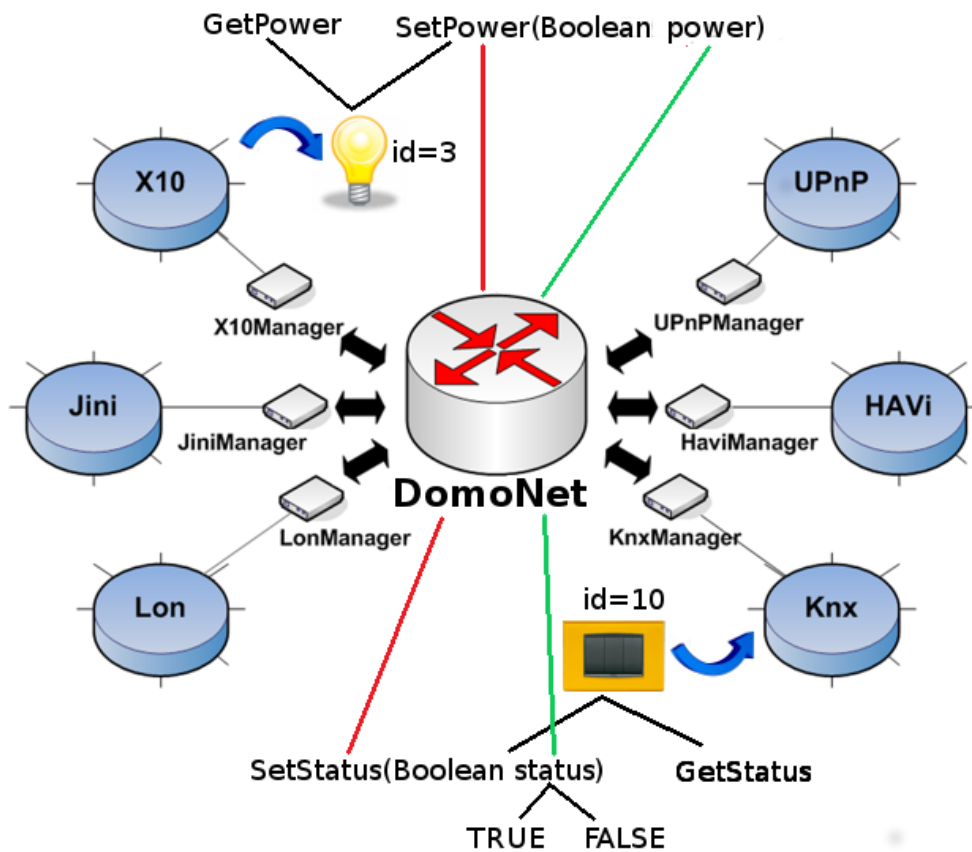 GetPower
SetPower(Boolean power)
id=3
X10
UPnP
X10Manager
UPnPManager
Jini
HAVi
JiniManager
HaviManager
DomoNet
LonManager
KnxManager
Lon
id=10
Knx
SetStatus(Boolean status)
GetStatus
TRUE
FALSE